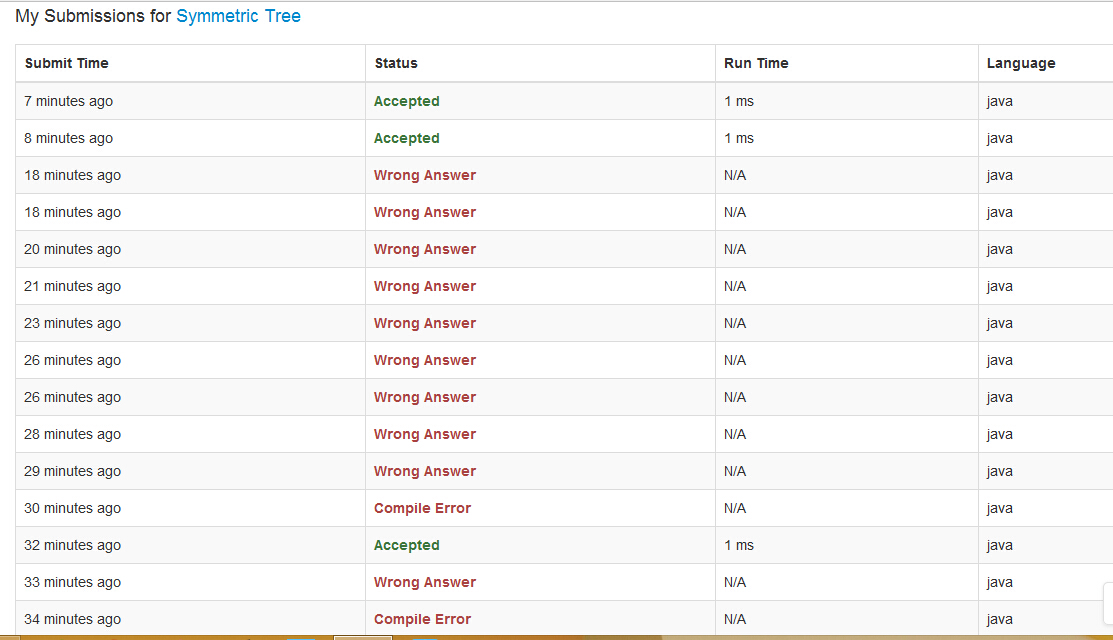 My Submissions for Symmetric Tree
Submit Time Status Run Time Language
7 minutes ago Accepted 1 ms java
8 minutes ago Accepted 1 ms java
18 minutes ago Wrong Answer N/A java
18 minutes ago Wrong Answer N/A java
20 minutes ago Wrong Answer N/A java
21 minutes ago Wrong Answer N/A java
23 minutes ago Wrong Answer N/A java
26 minutes ago Wrong Answer N/A java
26 minutes ago Wrong Answer N/A java
28 minutes ago Wrong Answer N/A java
29 minutes ago Wrong Answer N/A java
30 minutes ago Compile Error N/A java
32 minutes ago Accepted 1 ms java
33 minutes ago Wrong Answer N/A java
34 minutes ago Compile Error N/A java